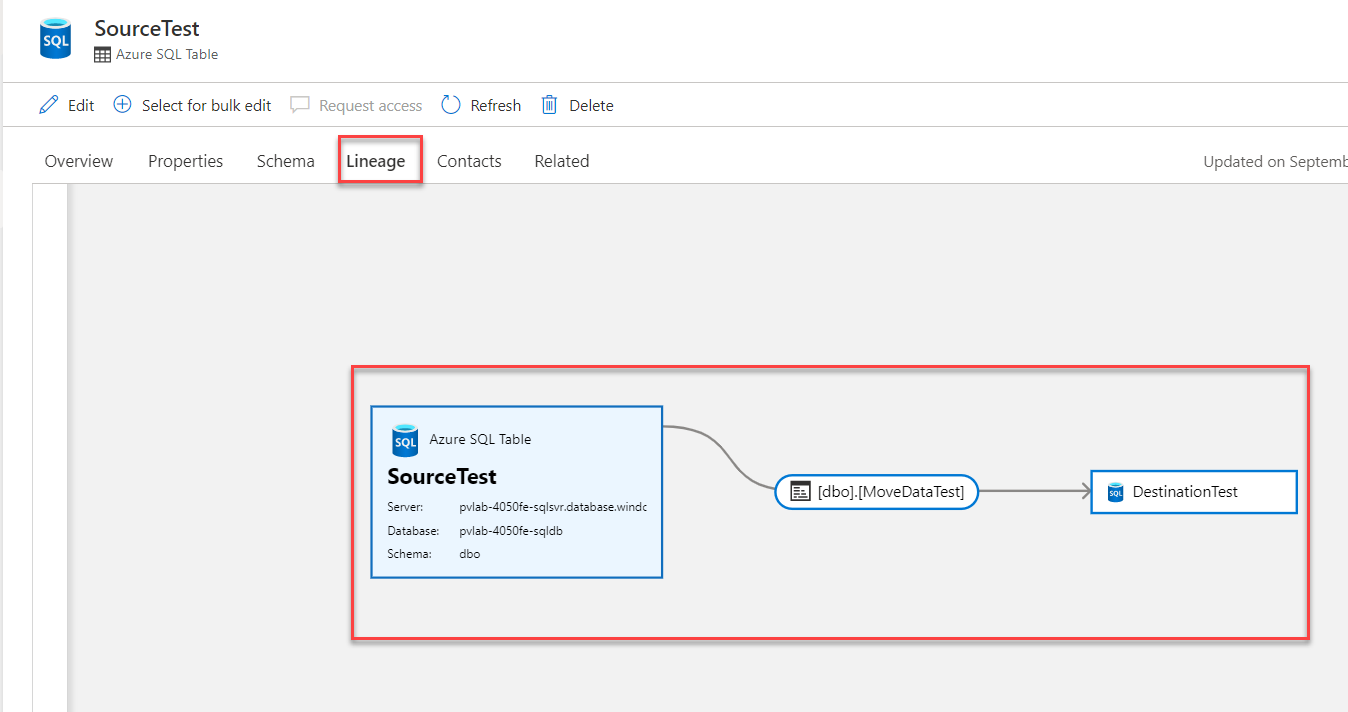 SQL
SourceTest
Azure SQL Table
Edit
Select for bulk edit
Request access
Refresh
Delete
Overview
Properties
Schema
Lineage
Contacts
Related
Updated on Septemb
SQL
Azure SQL Table
SourceTest
Server: pvlab-4050fe-sqlsvr.database.windc
Database: pvlab-4050fe-sqldb
Schema: dbo
[dbo].[MoveDataTest]
SQL
DestinationTest